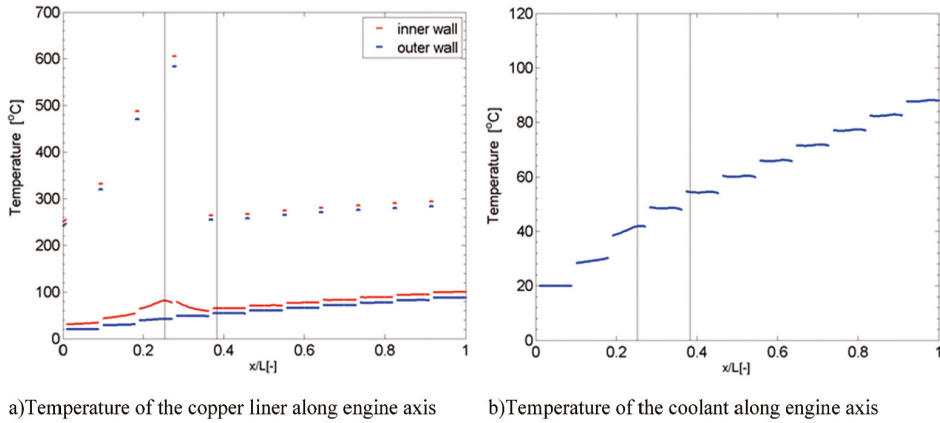 700
600
500
400
300
200
100
0
Temperature [°C]
inner wall
outer wall
0 0.2 0.4 0.6 0.8 1
x/L[-]
120
100
80
60
40
20
0
Temperature [°C]
0 0.2 0.4 0.6 0.8 1
x/L[-]
a)Temperature of the copper liner along engine axis
b)Temperature of the coolant along engine axis